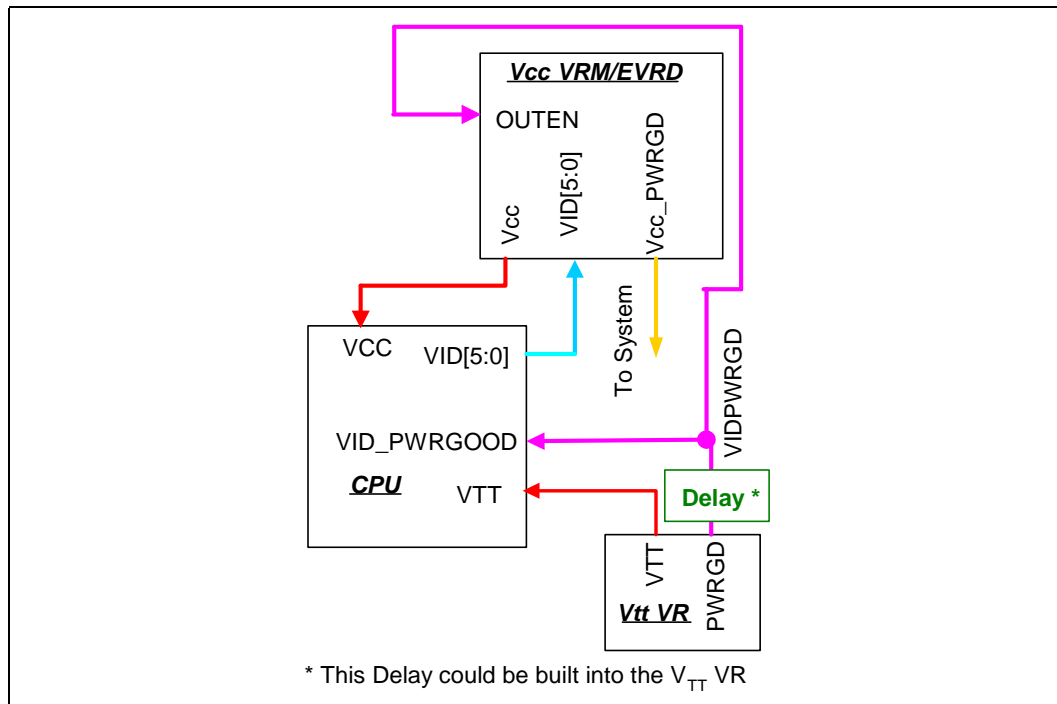 Vcc VRM/EVRD
OUTEN
Vcc
VID[5:0]
Vcc_PWRGD
To System
VIDPWRGD
VCC
VID[5:0]
VID_PWRGOOD
CPU
VTT
Delay *
VTT
PWRGD
Vtt VR
* This Delay could be built into the VTT VR